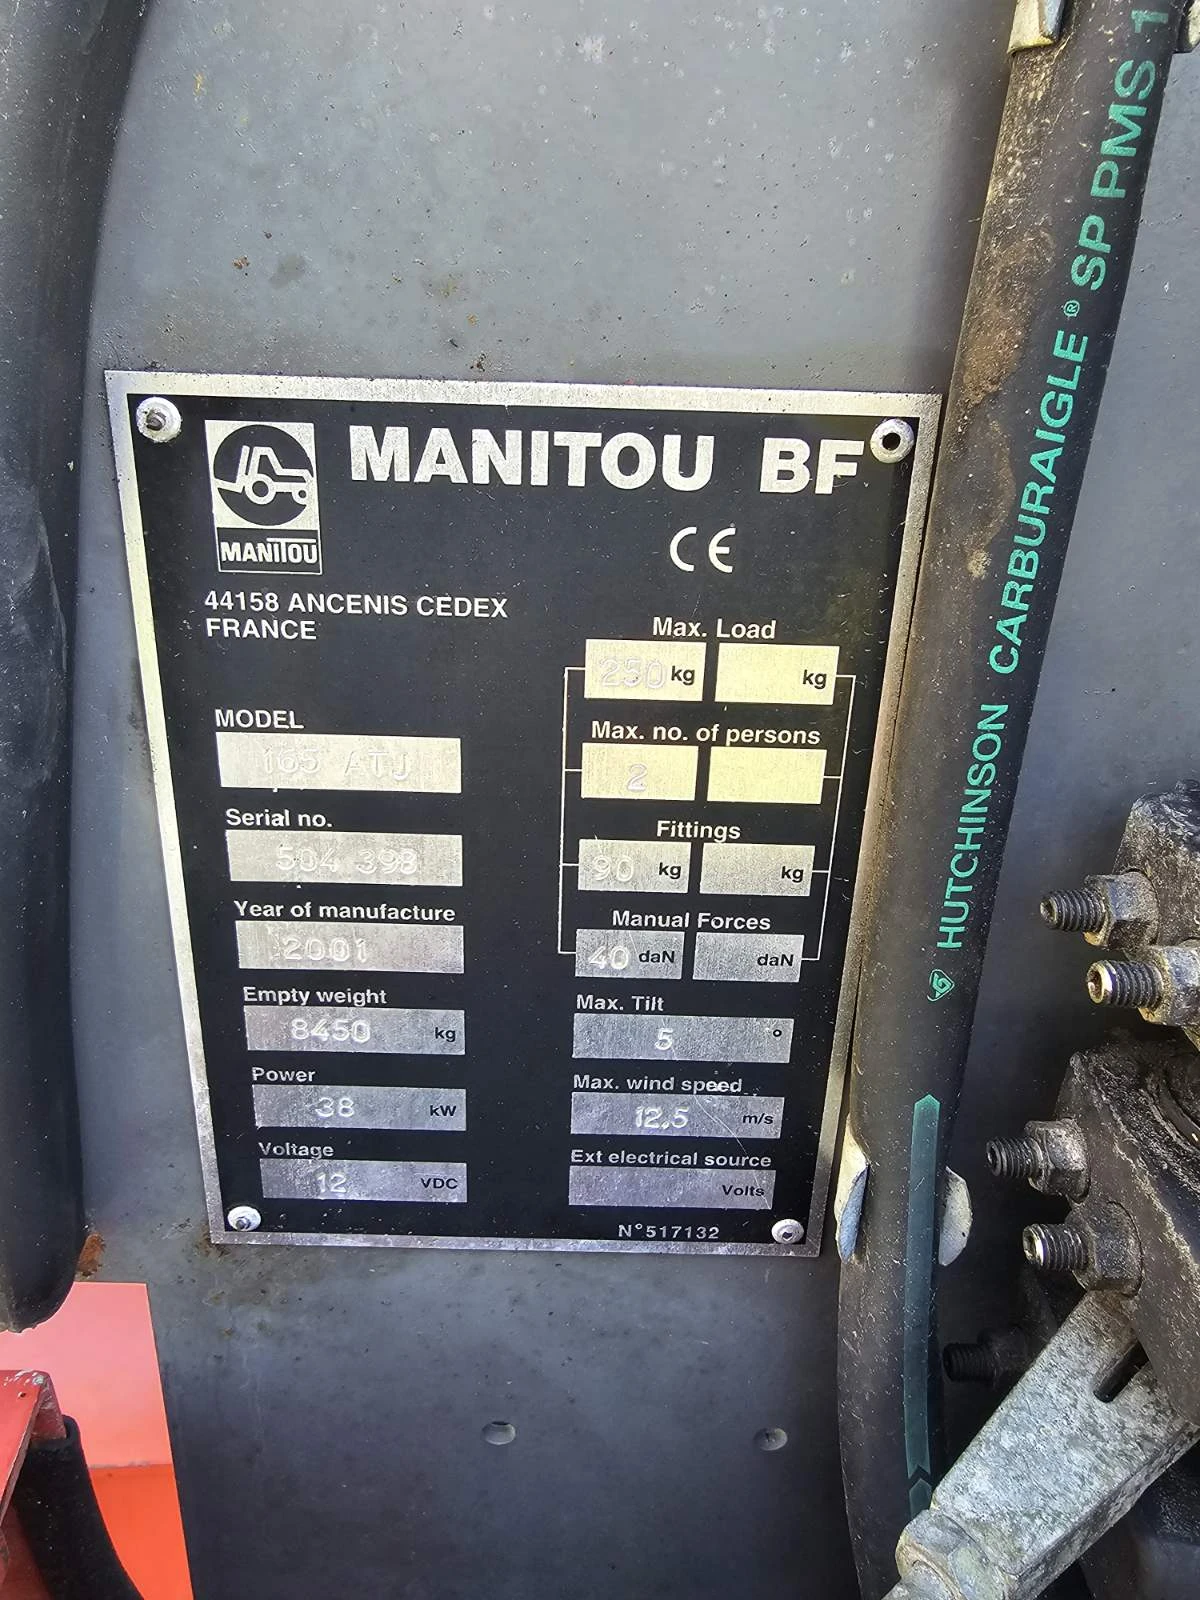 MANITOU BF
MANITOU
CE
44158 ANCENIS CEDEX
FRANCE
MODEL
165 ATJ
Serial no.
504 398
Year of manufacture
2001
Empty weight
8450 kg
Power
38 kW
Voltage
12 VDC
Max. Load
250 kg kg
Max. no. of persons
2
Fittings
90 kg kg
Manual Forces
40 daN daN
Max. Tilt
5 °
Max. wind speed
12,5 m/s
Ext electrical source
Volts
N°517132
HUTCHINSON CARBURAIGLE® SP PMS 1